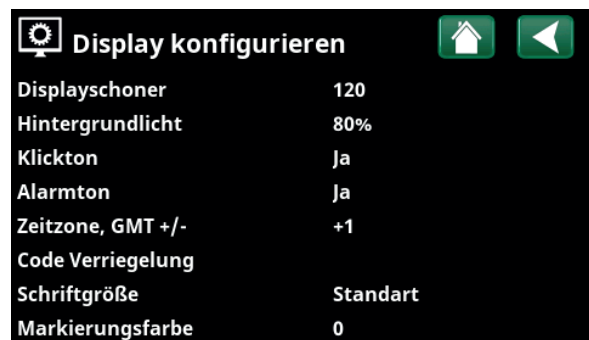 Display konfigurieren
Displayschoner 120
Hintergrundlicht 80%
Klickton Ja
Alarmton Ja
Zeitzone, GMT +/- +1
Code Verriegelung
Schriftgröße Standart
Markierungsfarbe 0